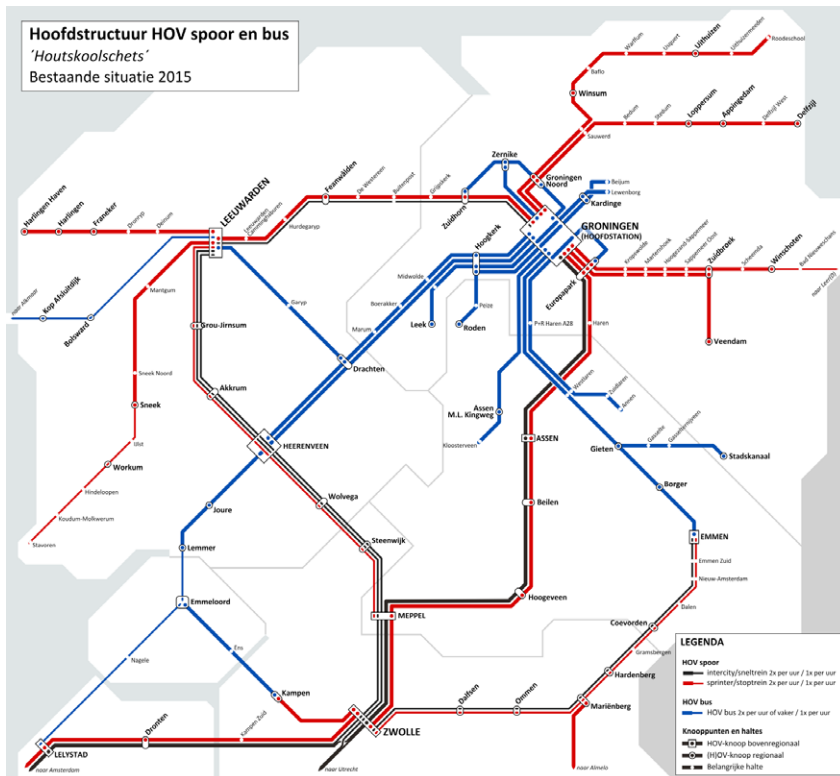 Hoofdstructuur HOV spoor en bus
´Houtskoolschets´
Bestaande situatie 2015
Roodeschool
Uithuizermeeden
Uithuizen
Usquert
Warffum
Baflo
Winsum
Sauwerd
Bedum
Stedum
Loppersum
Appingedam
Delfzijl West
Delfzijl
Zernike
Groningen
Noord
Beijum
Lewenborg
Kardinge
GRONINGEN
(HOOFDSTATION)
Europapark
Zuidhorn
Grijpskerk
Buitenpost
De Westereen
Feanwâlden
Hurdegaryp
Leeuwarden
Camminghaburen
LEEUWARDEN
Deinum
Dronryp
Franeker
Harlingen
Harlingen Haven
naar Alkmaar
Kop Afsluitdijk
Bolsward
Mantgum
Sneek Noord
Sneek
IJlst
Workum
Hindeloopen
Koudum-Molkwerum
Stavoren
Garyp
Drachten
Marum
Boerakker
Midwolde
Hoogkerk
Leek
Peize
Roden
Kropswolde
Martenshoek
Hoogezand-Sappemeer
Sappemeer Oost
Zuidbroek
Scheemda
Winschoten
Bad Nieuweschans
naar Leer(D)
Veendam
P+R Haren A28
Haren
Grou-Jirnsum
Akkrum
HEERENVEEN
Wolvega
Steenwijk
Joure
Lemmer
Emmeloord
Nagele
Ens
Kampen
Assen
M.L. Kingweg
Kloosterveen
ASSEN
Beilen
Hoogeveen
MEPPEL
Westlaren
Zuidlaren
Annen
Gieten
Gasselte
Gasselternijveen
Stadskanaal
Borger
EMMEN
Emmen Zuid
Nieuw-Amsterdam
Dalen
Coevorden
Gramsbergen
Hardenberg
Mariënberg
naar Almelo
Ommen
Dalfsen
ZWOLLE
naar Utrecht
Kampen Zuid
Dronten
LELYSTAD
naar Amsterdam
LEGENDA
HOV spoor
intercity/sneltrein 2x per uur / 1x per uur
sprinter/stoptrein 2x per uur / 1x per uur
HOV bus
HOV bus 2x per uur of vaker / 1x per uur
Knooppunten en haltes
HOV-knoop bovenregionaal
(H)OV-knoop regionaal
Belangrijke halte